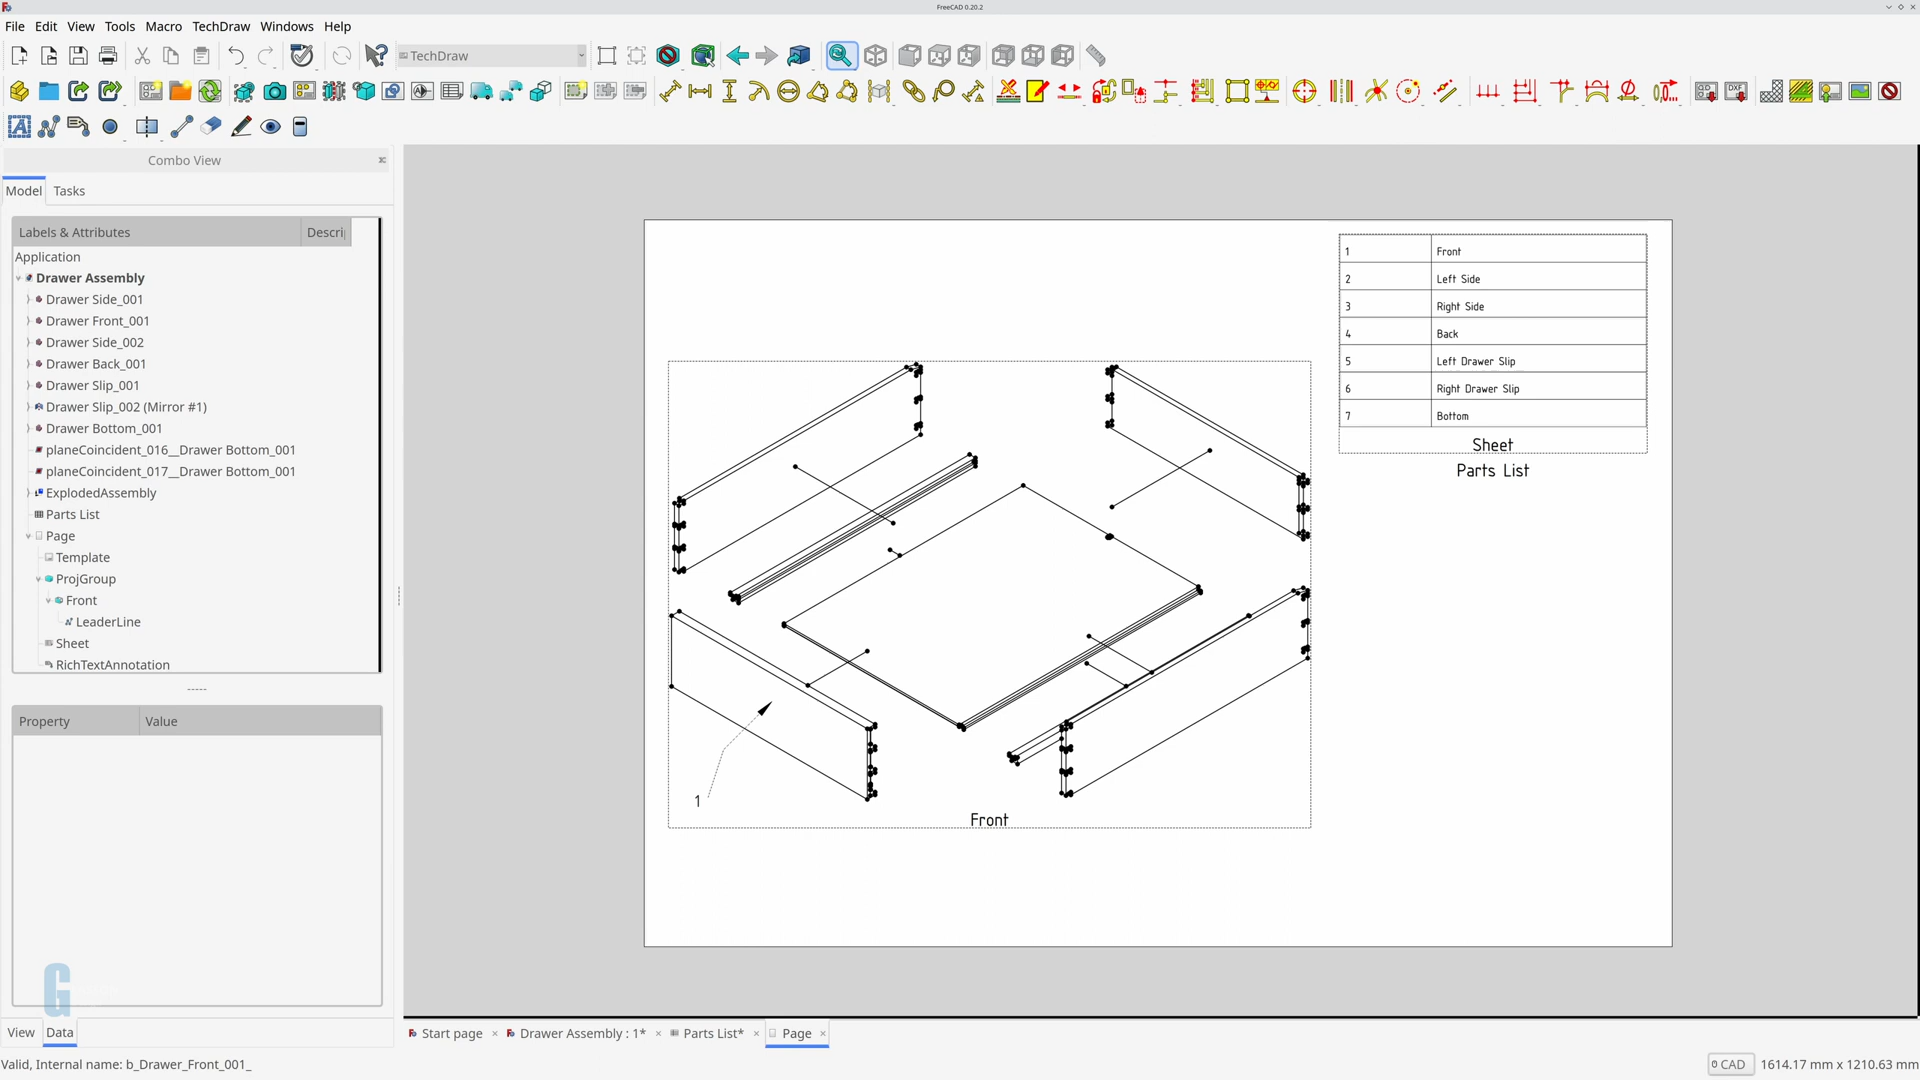 FreeCAD 0.20.2
File Edit View Tools Macro TechDraw Windows Help
TechDraw
Combo View
Model Tasks
Labels & Attributes Descri
Application
Drawer Assembly
Drawer Side_001
Drawer Front_001
Drawer Side_002
Drawer Back_001
Drawer Slip_001
Drawer Slip_002 (Mirror #1)
Drawer Bottom_001
planeCoincident_016__Drawer Bottom_001
planeCoincident_017__Drawer Bottom_001
ExplodedAssembly
Parts List
Page
Template
ProjGroup
Front
LeaderLine
Sheet
RichTextAnnotation
Property Value
G
View Data
1 Front
2 Left Side
3 Right Side
4 Back
5 Left Drawer Slip
6 Right Drawer Slip
7 Bottom
Sheet
Parts List
1
Front
Start page Drawer Assembly : 1* Parts List* Page
Valid, Internal name: b_Drawer_Front_001_
CAD 1614.17 mm x 1210.63 mm